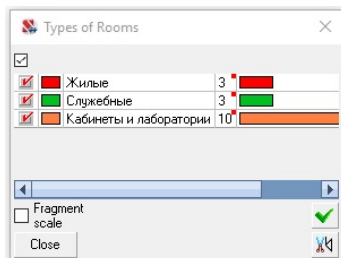 Types of Rooms
Жилые 3
Служебные 3
Кабинеты и лаборатории 10
Fragment
scale
Close